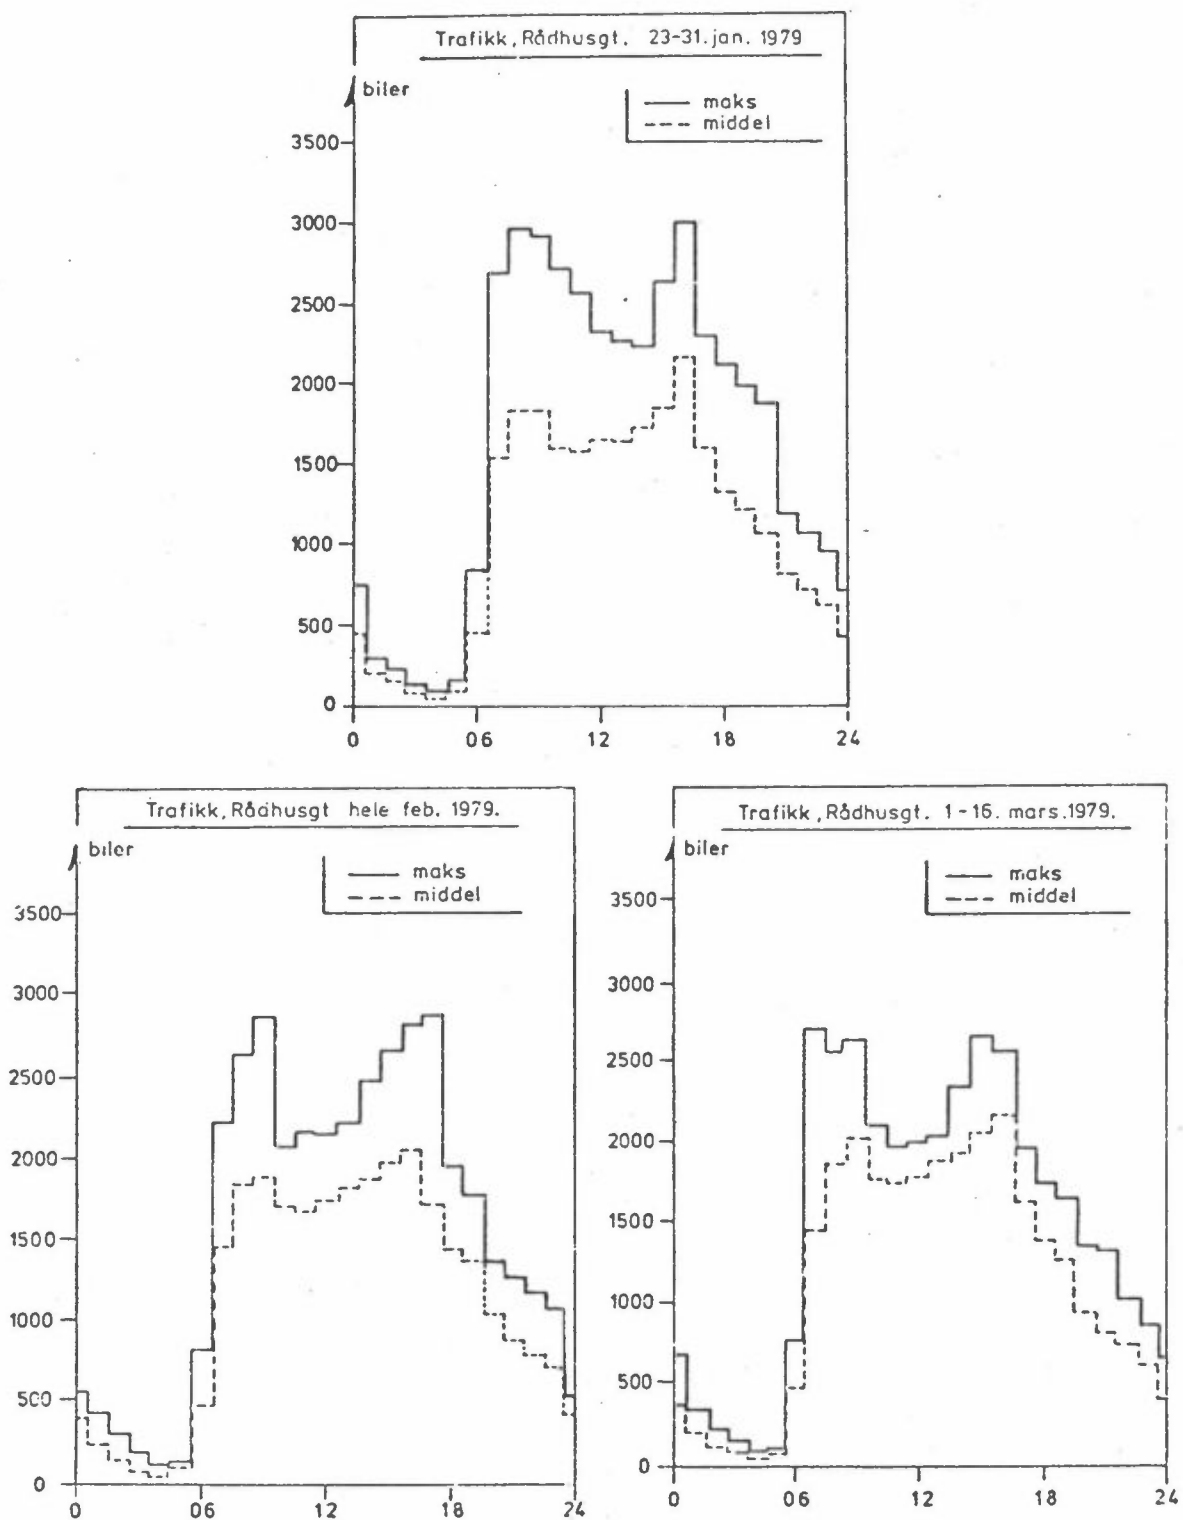 Trafikk, Rådhusgt. 23-31. jan. 1979
biler
maks
middel
3500
3000
2500
2000
1500
1000
500
0
0 06 12 18 24
Trafikk, Rådhusgt hele feb. 1979.
biler
maks
middel
3500
3000
2500
2000
1500
1000
500
0
0 06 12 18 24
Trafikk, Rådhusgt. 1-16. mars. 1979.
biler
maks
middel
3500
3000
2500
2000
1500
1000
500
0
0 06 12 18 24